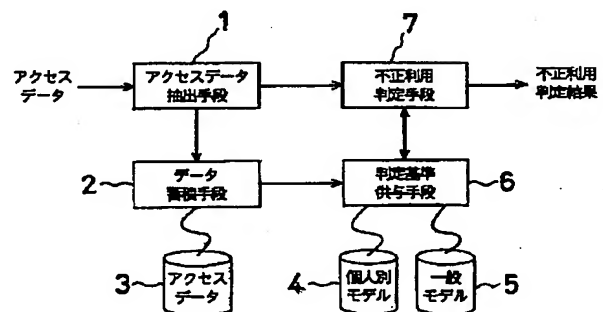 1
7
アクセス
データ
アクセスデータ
抽出手段
不正利用
判定手段
不正利用
判定結果
2
データ
蓄積手段
判定基準
供与手段
6
3
アクセス
データ
4
個人別
モデル
一般
モデル
5